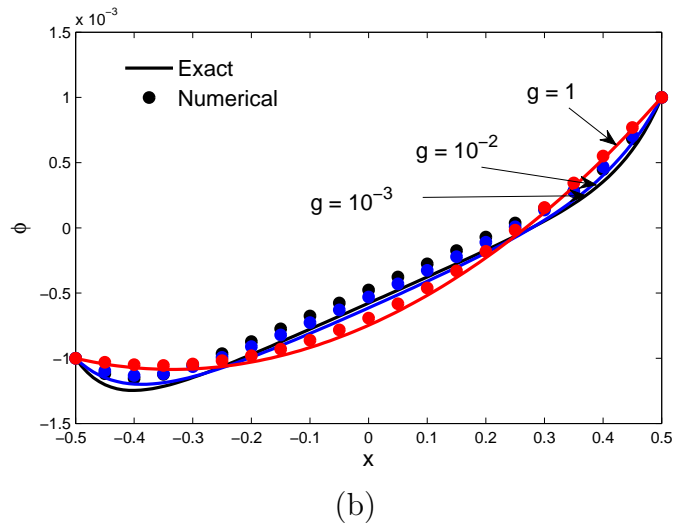 x 10⁻³
1.5
1
0.5
0
−0.5
−1
−1.5
ϕ
Exact
Numerical
g = 1
g = 10⁻²
g = 10⁻³
−0.5 −0.4 −0.3 −0.2 −0.1 0 0.1 0.2 0.3 0.4 0.5
x
(b)